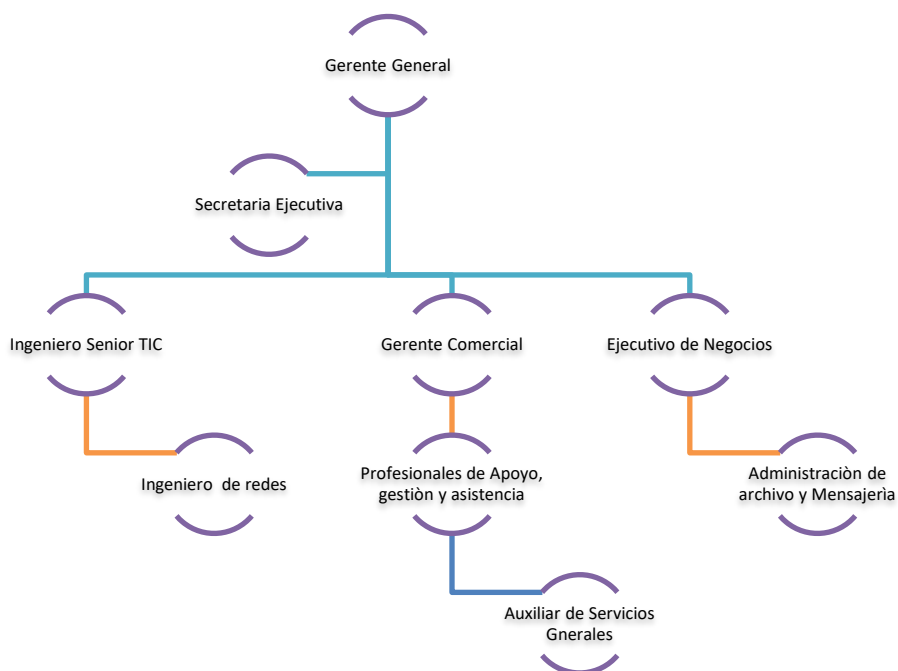 Gerente General
Secretaria Ejecutiva
Ingeniero Senior TIC
Gerente Comercial
Ejecutivo de Negocios
Ingeniero de redes
Profesionales de Apoyo,
gestiòn y asistencia
Administraciòn de
archivo y Mensajerìa
Auxiliar de Servicios
Gnerales